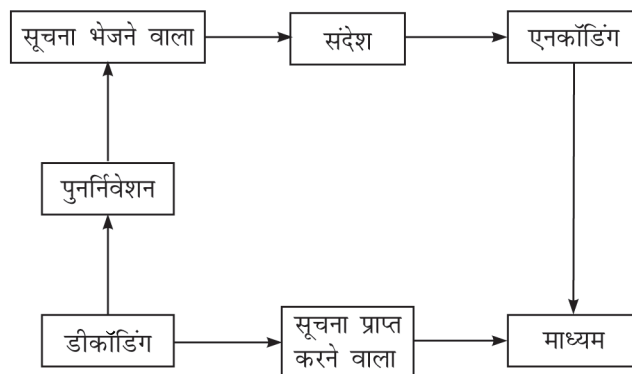 सूचना भेजने वाला
संदेश
एनकॉडिंग
पुनर्निवेशन
डीकॉडिंग
सूचना प्राप्त
करने वाला
माध्यम